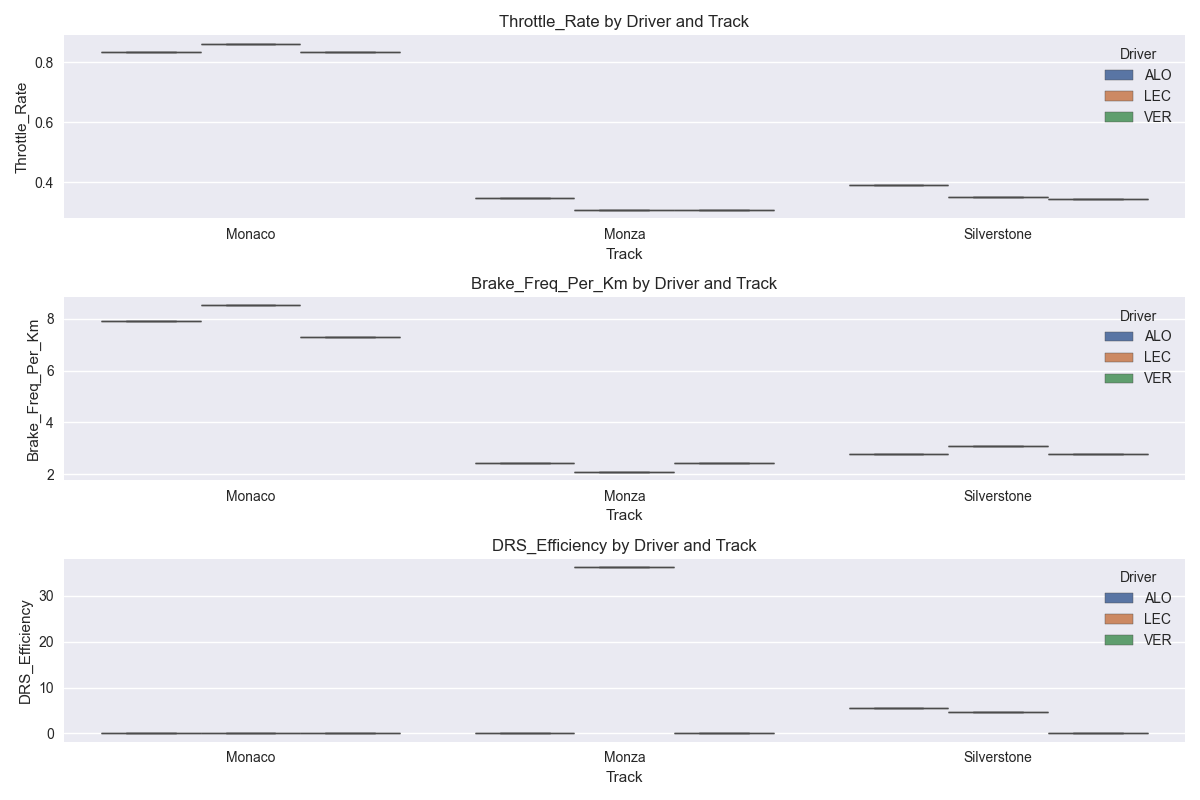 Throttle_Rate by Driver and Track
Throttle_Rate
0.8
0.6
0.4
Driver
ALO
LEC
VER
Monaco Monza Silverstone
Track
Brake_Freq_Per_Km by Driver and Track
Brake_Freq_Per_Km
8
6
4
2
Driver
ALO
LEC
VER
Monaco Monza Silverstone
Track
DRS_Efficiency by Driver and Track
DRS_Efficiency
30
20
10
0
Driver
ALO
LEC
VER
Monaco Monza Silverstone
Track